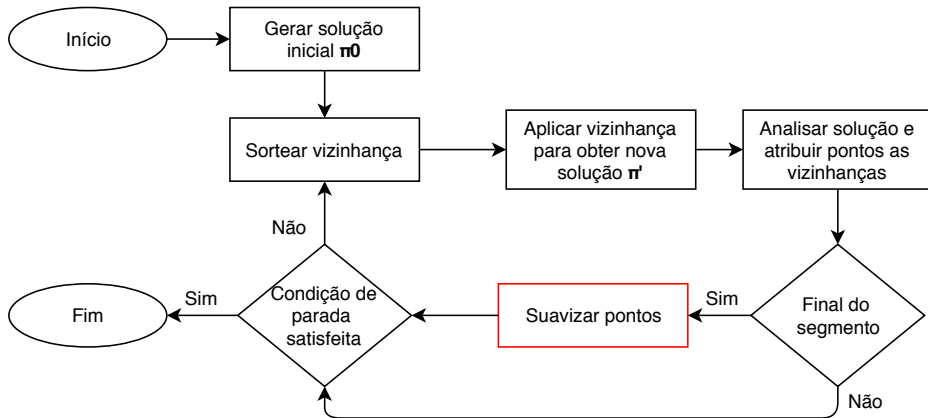 Início
Gerar solução
inicial π0
Sortear vizinhança
Aplicar vizinhança
para obter nova
solução π'
Analisar solução e
atribuir pontos as
vizinhanças
Não
Fim
Sim
Condição de
parada
satisfeita
Suavizar pontos
Sim
Final do
segmento
Não